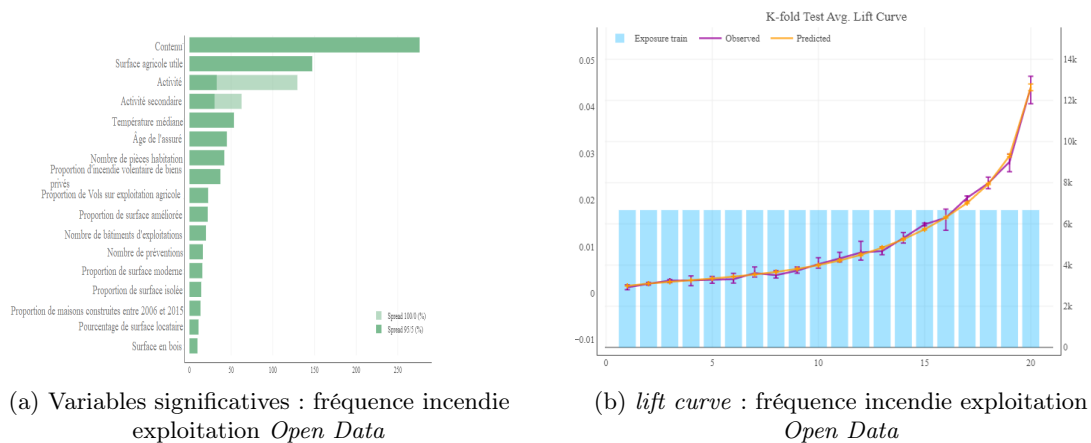 Contenu
Surface agricole utile
Activité
Activité secondaire
Température médiane
Âge de l'assuré
Nombre de pièces habitation
Proportion d'incendie volontaire de biens
privés
Proportion de Vols sur exploitation agricole
Proportion de surface améliorée
Nombre de bâtiments d'exploitations
Nombre de préventions
Proportion de surface moderne
Proportion de surface isolée
Proportion de maisons construites entre 2006 et 2015
Pourcentage de surface locataire
Surface en bois
Spread 100/0 (%)
Spread 95/5 (%)
0 50 100 150 200 250
(a) Variables significatives : fréquence incendie
exploitation Open Data
K-fold Test Avg. Lift Curve
Exposure train Observed Predicted
0.05
0.04
0.03
0.02
0.01
0
−0.01
14k
12k
10k
8k
6k
4k
2k
0
0 5 10 15 20
(b) lift curve : fréquence incendie exploitation
Open Data